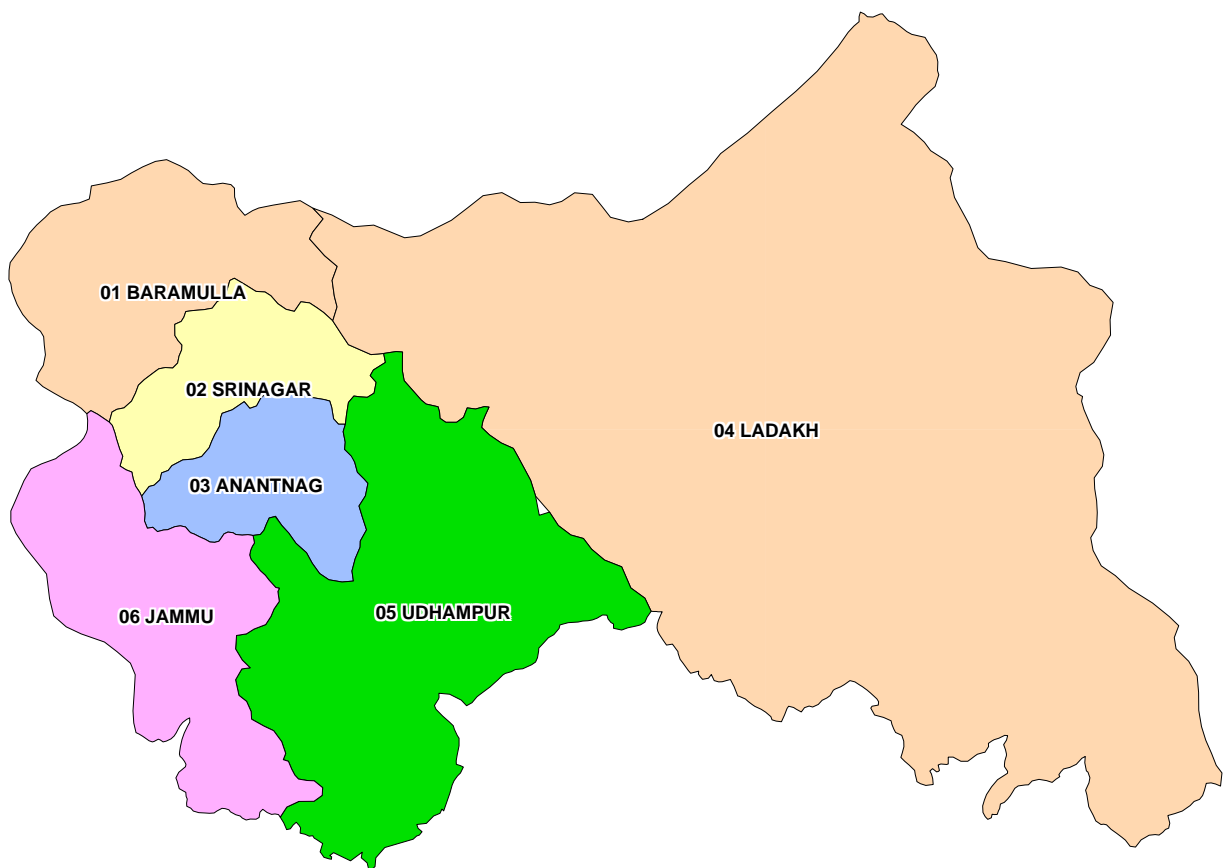 01 BARAMULLA
02 SRINAGAR
04 LADAKH
03 ANANTNAG
05 UDHAMPUR
06 JAMMU